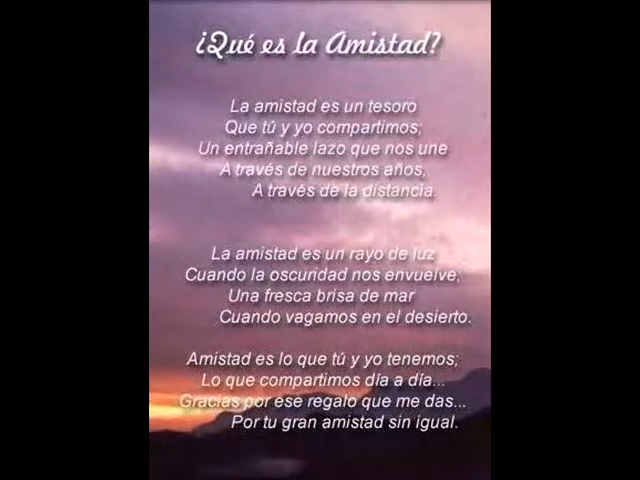 ¿Qué es la Amistad?
La amistad es un tesoro
Que tú y yo compartimos;
Un entrañable lazo que nos une
A través de nuestros años,
A través de la distancia.
La amistad es un rayo de luz
Cuando la oscuridad nos envuelve;
Una fresca brisa de mar
Cuando vagamos en el desierto.
Amistad es lo que tú y yo tenemos;
Lo que compartimos día a día...
Gracias por ese regalo que me das...
Por tu gran amistad sin igual.